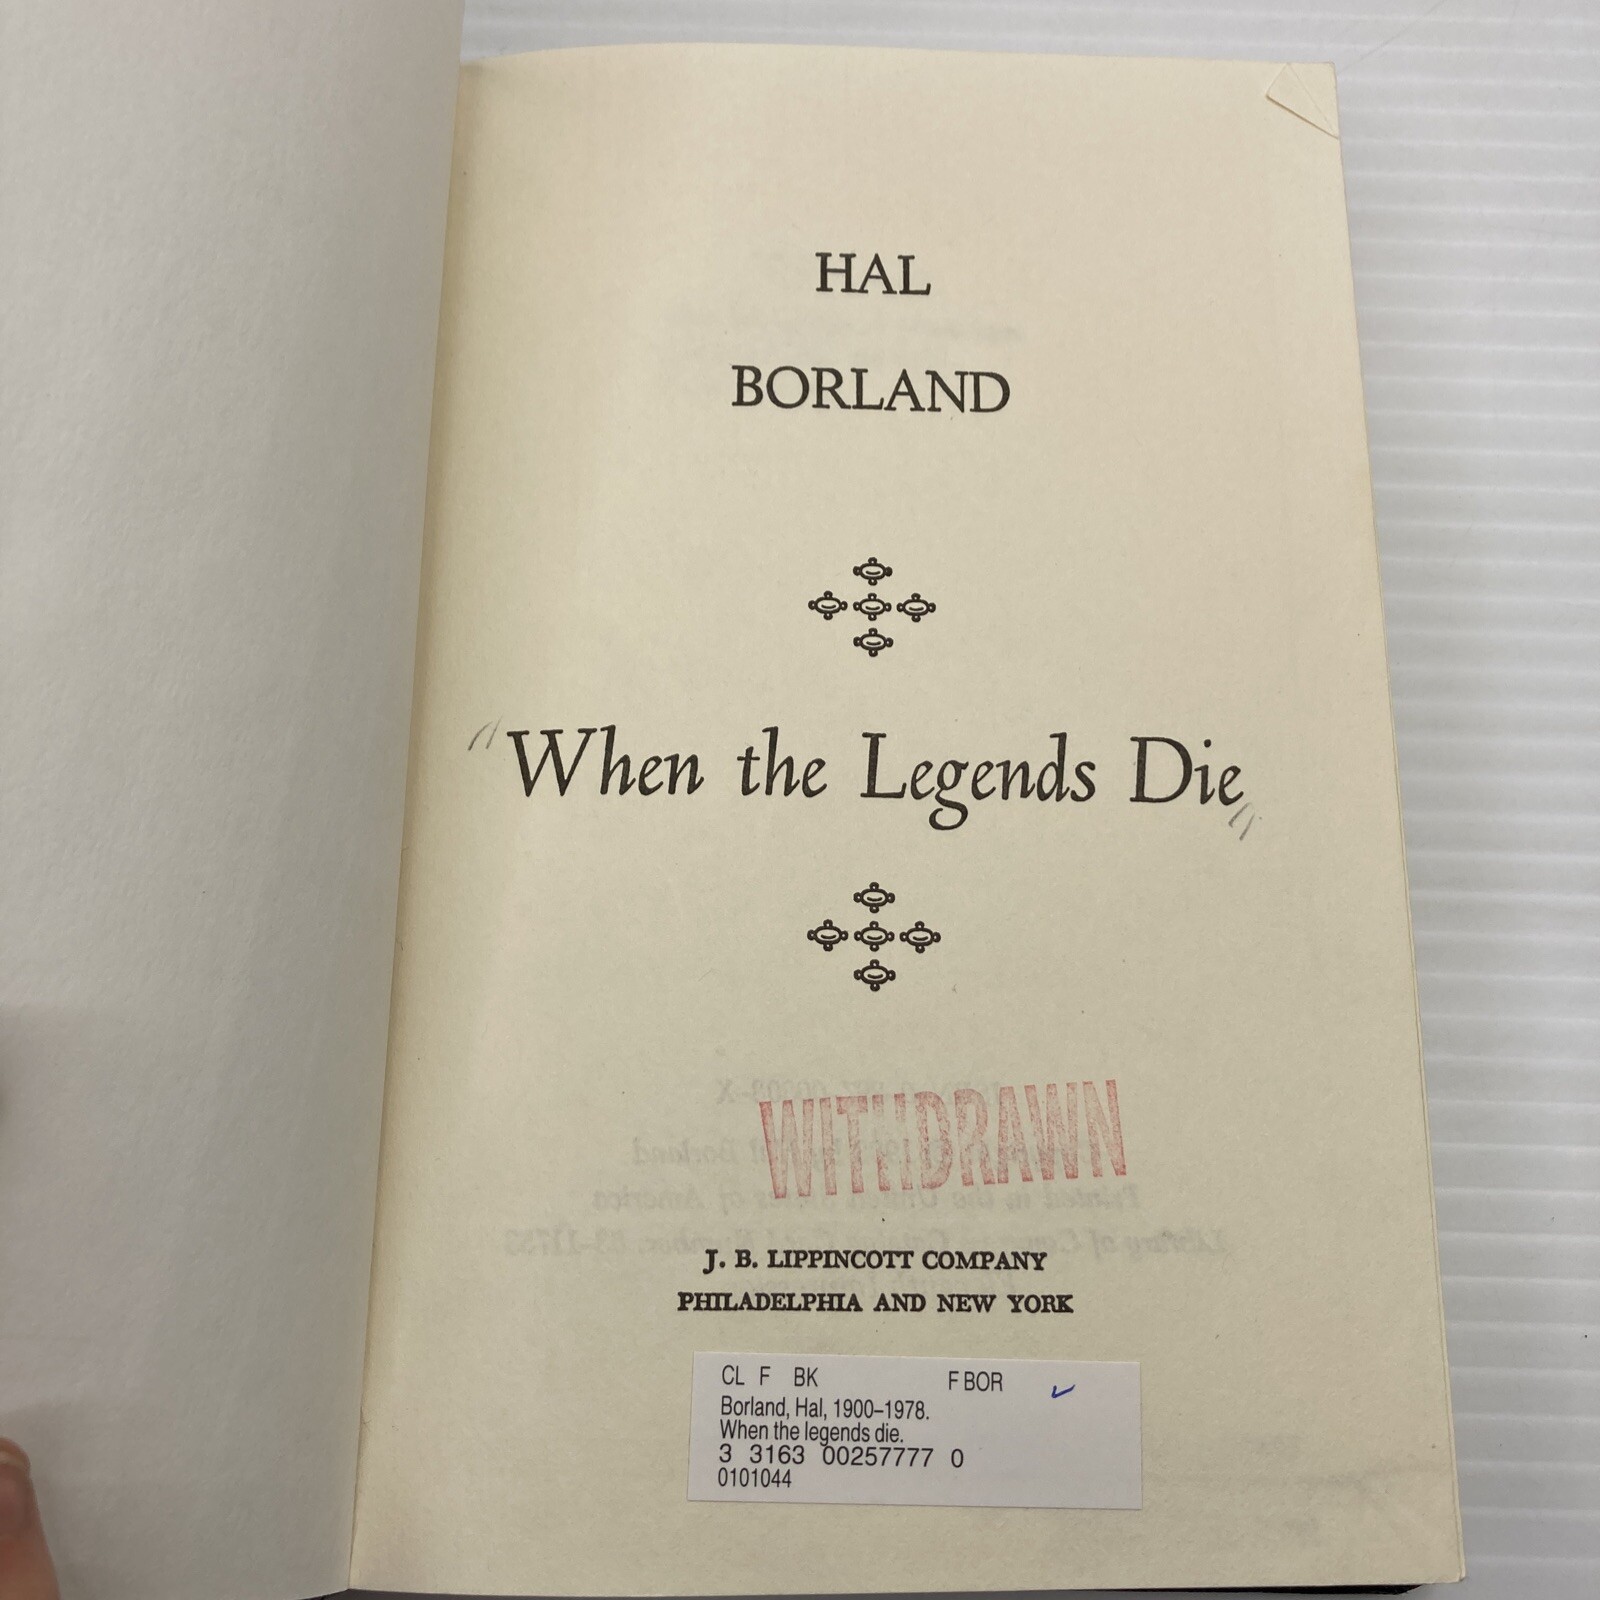 HAL
BORLAND
"When the Legends Die"
WITHDRAWN
J. B. LIPPINCOTT COMPANY
PHILADELPHIA AND NEW YORK
CL F BK F BOR
Borland, Hal, 1900–1978.
When the legends die.
3 3163 00257777 0
0101044